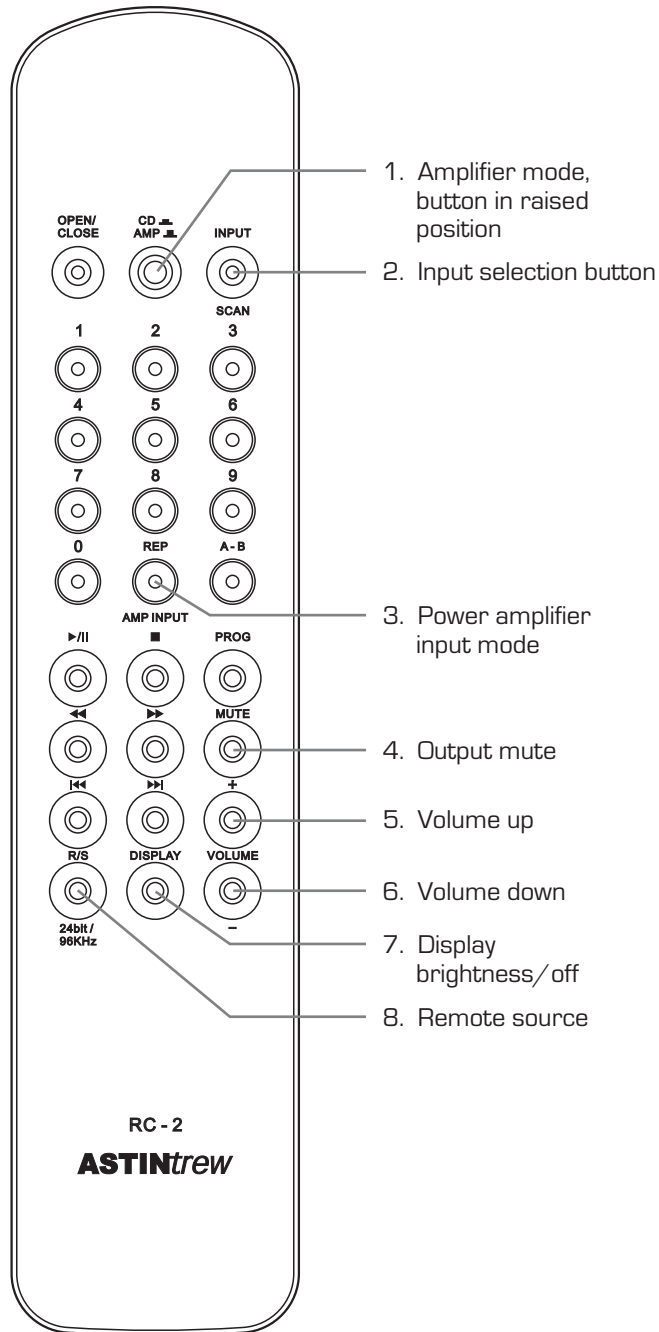 OPEN/
CLOSE
CD
AMP
INPUT
SCAN
1 2 3
4 5 6
7 8 9
0 REP A - B
AMP INPUT
▶/II ■ PROG
◀◀ ▶▶ MUTE
I◀◀ ▶▶I +
R/S DISPLAY VOLUME
24bit /
96KHz
–
RC - 2
ASTINtrew
1. Amplifier mode,
button in raised
position
2. Input selection button
3. Power amplifier
input mode
4. Output mute
5. Volume up
6. Volume down
7. Display
brightness/off
8. Remote source